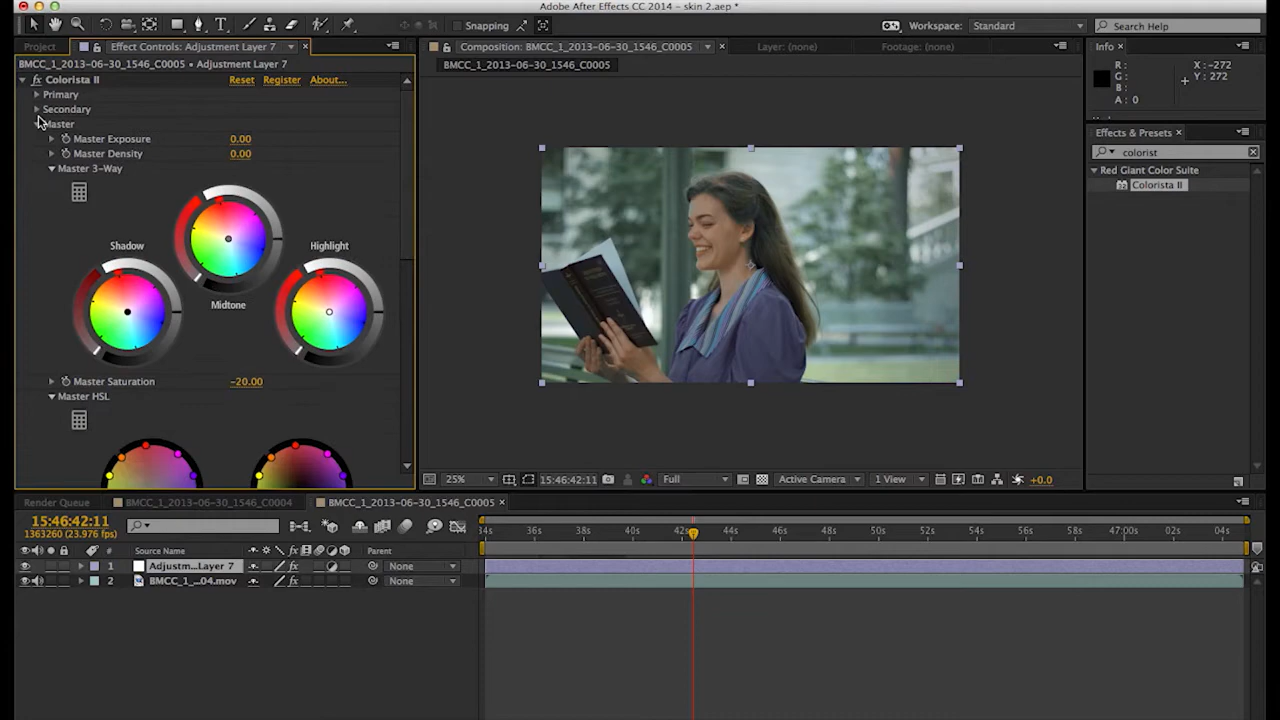 Adobe After Effects CC 2014 – skin 2.aep *
Snapping
Workspace: Standard
Search Help
Project
Effect Controls: Adjustment Layer 7
Composition: BMCC_1_2013-06-30_1546_C0005
Layer: (none)
Footage: (none)
Info
BMCC_1_2013-06-30_1546_C0005 • Adjustment Layer 7
BMCC_1_2013-06-30_1546_C0005
R:
G:
B:
A: 0
X: -272
Y: 272
fx Colorista II
Reset
Register
About...
Primary
Secondary
Master
Master Exposure 0.00
Master Density 0.00
Master 3-Way
Shadow
Midtone
Highlight
Master Saturation -20.00
Master HSL
Effects & Presets
colorist
Red Giant Color Suite
Colorista II
25%
15:46:42:11
Full
Active Camera
1 View
+0.0
Render Queue
BMCC_1_2013-06-30_1546_C0004
BMCC_1_2013-06-30_1546_C0005
15:46:42:11
1363260 (23.976 fps)
34s 36s 38s 40s 42s 44s 46s 48s 50s 52s 54s 56s 58s 47:00s 02s 04s
# Source Name fx Parent
1 Adjustm...Layer 7 fx None
2 BMCC_1_...04.mov fx None